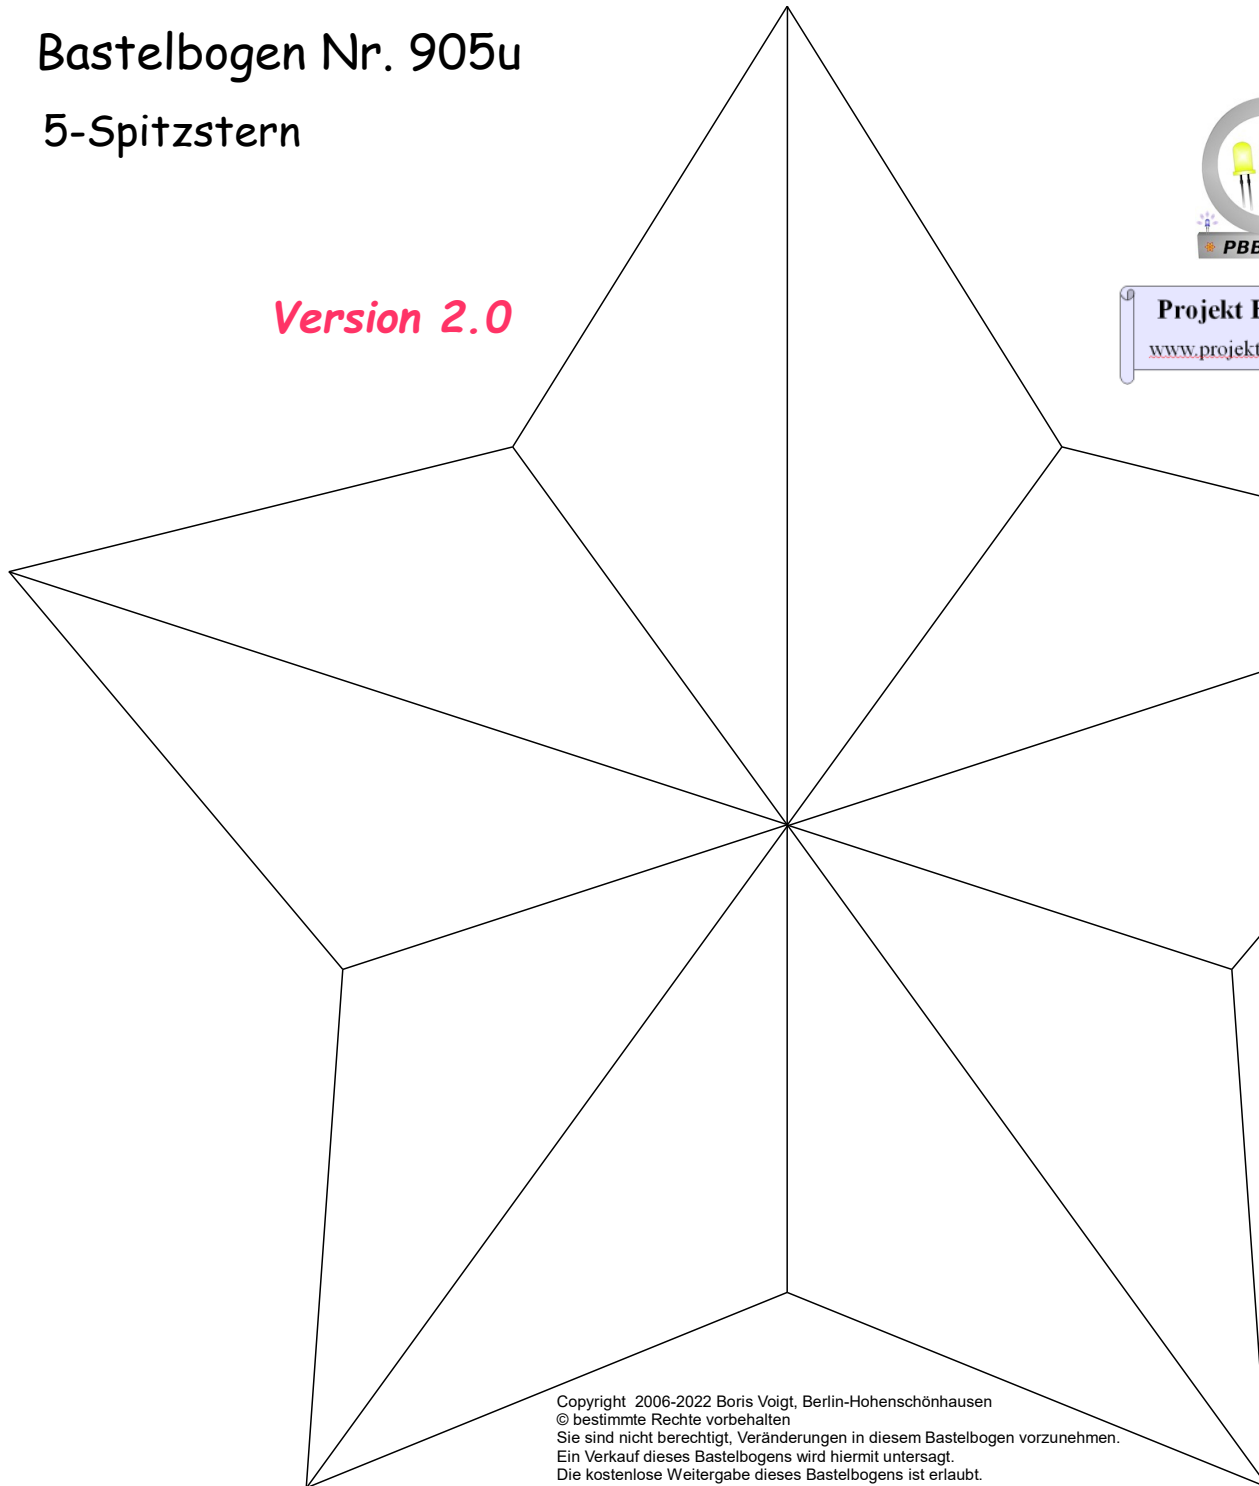 Bastelbogen Nr. 905u
5-Spitzstern
Version 2.0
PBB
Projekt
www.projekt
Copyright 2006-2022 Boris Voigt, Berlin-Hohenschönhausen
© bestimmte Rechte vorbehalten
Sie sind nicht berechtigt, Veränderungen in diesem Bastelbogen vorzunehmen.
Ein Verkauf dieses Bastelbogens wird hiermit untersagt.
Die kostenlose Weitergabe dieses Bastelbogens ist erlaubt.